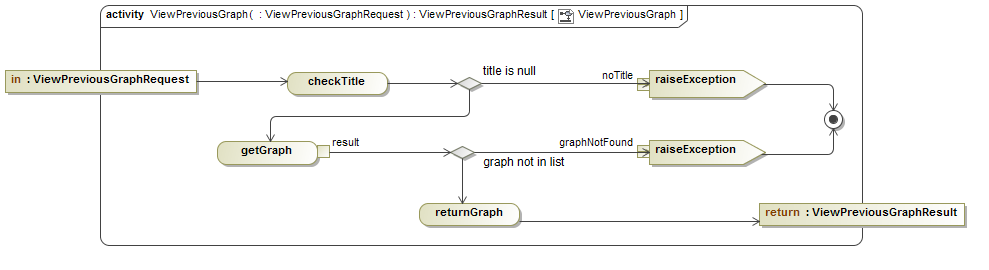 activity ViewPreviousGraph( : ViewPreviousGraphRequest ) : ViewPreviousGraphResult [ ViewPreviousGraph ]
in : ViewPreviousGraphRequest
checkTitle
title is null
noTitle
raiseException
getGraph
result
graph not in list
graphNotFound
raiseException
returnGraph
return : ViewPreviousGraphResult